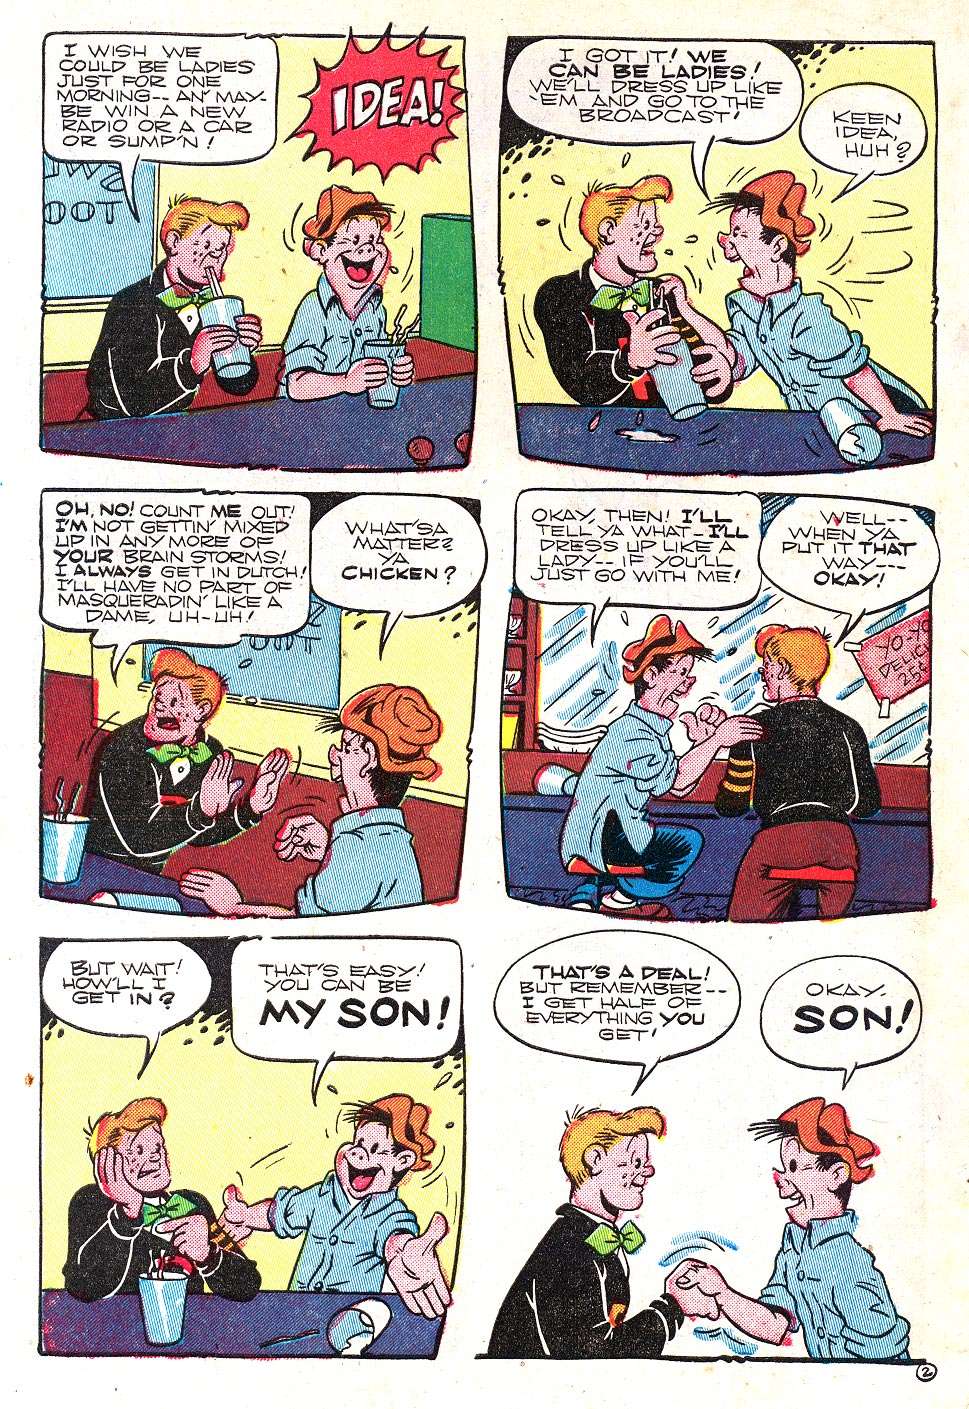 I WISH WE
COULD BE LADIES
JUST FOR ONE
MORNING-- AN' MAY-
BE WIN A NEW
RADIO OR A CAR
OR SUMP'N!
IDEA!
TOO
I GOT IT! WE
CAN BE LADIES!
WE'LL DRESS UP LIKE
'EM AND GO TO THE
BROADCAST!
KEEN
IDEA,
HUH?
OH, NO! COUNT ME OUT!
I'M NOT GETTIN' MIXED
UP IN ANY MORE OF
YOUR BRAIN STORMS!
I ALWAYS GET IN DUTCH!
I'LL HAVE NO PART OF
MASQUERADIN' LIKE A
DAME, UH-UH!
WHAT'SA
MATTER?
YA
CHICKEN?
OKAY, THEN! I'LL
TELL YA WHAT - I'LL
DRESS UP LIKE A
LADY-- IF YOU'LL
JUST GO WITH ME!
WELL--
WHEN YA
PUT IT THAT
WAY---
OKAY!
YO-YO
DELICI
25¢
BUT WAIT!
HOW'LL I
GET IN?
THAT'S EASY!
YOU CAN BE
MY SON!
THAT'S A DEAL!
BUT REMEMBER--
I GET HALF OF
EVERYTHING YOU
GET!
OKAY,
SON!
2